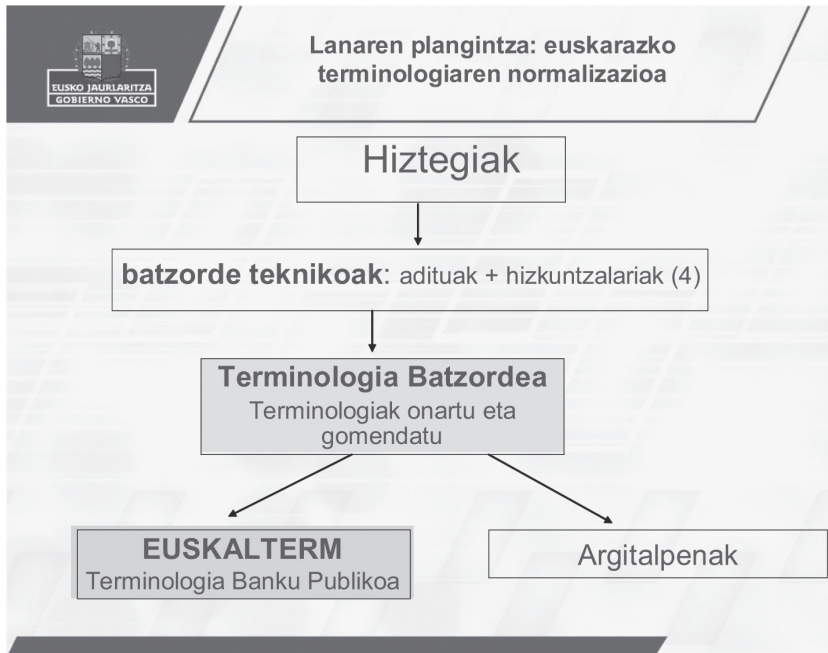 EUSKO JAURLARITZA
GOBIERNO VASCO
Lanaren plangintza: euskarazko
terminologiaren normalizazioa
Hiztegiak
batzorde teknikoak: adituak + hizkuntzalariak (4)
Terminologia Batzordea
Terminologiak onartu eta
gomendatu
EUSKALTERM
Terminologia Banku Publikoa
Argitalpenak